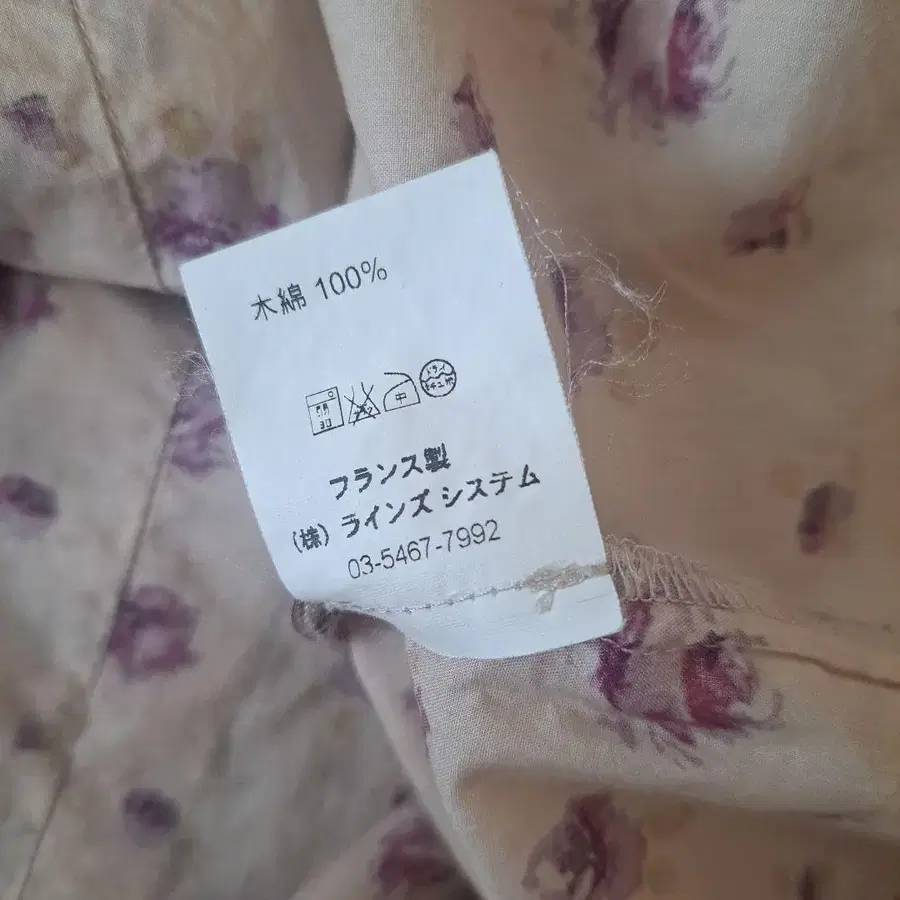 木綿 100%
中
フランス製
(株) ラインズ システム
03-5467-7992